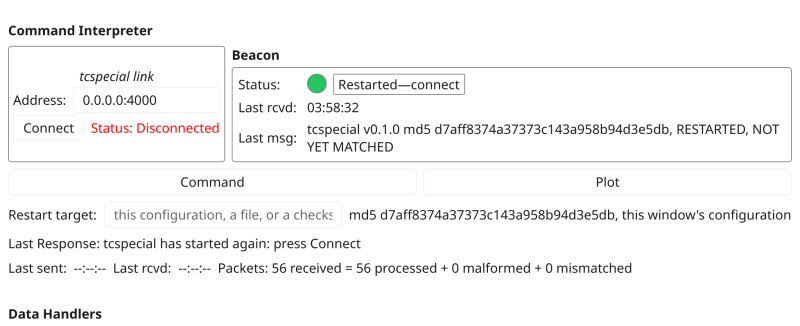 Command Interpreter
tcspecial link
Address: 0.0.0.0:4000
Connect Status: Disconnected
Beacon
Status: Restarted—connect
Last rcvd: 03:58:32
Last msg: tcspecial v0.1.0 md5 d7aff8374a37373c143a958b94d3e5db, RESTARTED, NOT
YET MATCHED
Command Plot
Restart target: this configuration, a file, or a checks md5 d7aff8374a37373c143a958b94d3e5db, this window's configuration
Last Response: tcspecial has started again: press Connect
Last sent: --:--:-- Last rcvd: --:--:-- Packets: 56 received = 56 processed + 0 malformed + 0 mismatched
Data Handlers